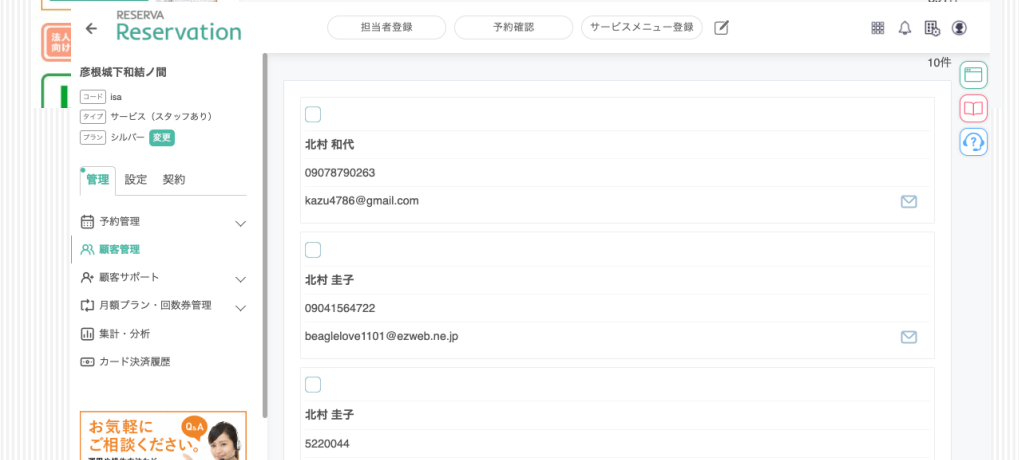 RESERVA
Reservation
担当者登録
予約確認
サービスメニュー登録
法人
向け
10件
彦根城下和結ノ間
コード isa
タイプ サービス（スタッフあり）
プラン シルバー 変更
管理 設定 契約
予約管理
顧客管理
顧客サポート
月額プラン・回数券管理
集計・分析
カード決済履歴
お気軽に
ご相談ください。
Q&A
北村 和代
09078790263
kazu4786@gmail.com
北村 圭子
09041564722
beaglelove1101@ezweb.ne.jp
北村 圭子
5220044